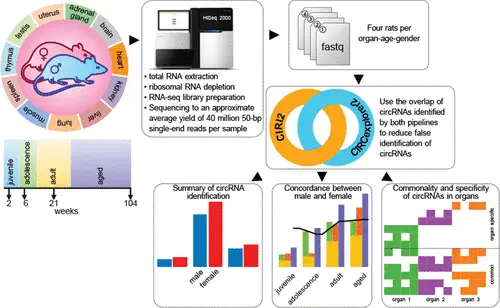 testis
uterus
adrenal
gland
brain
heart
kidney
liver
lung
muscle
spleen
thymus
HiSeq 2000
• total RNA extraction
• ribosomal RNA depletion
• RNA-seq library preparation
• Sequencing to an approximate
average yield of 40 million 50-bp
single-end reads per sample
4
3
2
1
fastq
Four rats per
organ-age-gender
CIRI2
CIRCexplorer2
Use the overlap of
circRNAs identified
by both pipelines
to reduce false
identification of
circRNAs
juvenile
adolescence
adult
aged
2 6 21 104
weeks
Summary of circRNA
identification
male
female
Concordance between
male and female
juvenile
adolescence
adult
aged
Commonality and specificity
of circRNAs in organs
organ specific
common
organ 1 organ 2 organ 3